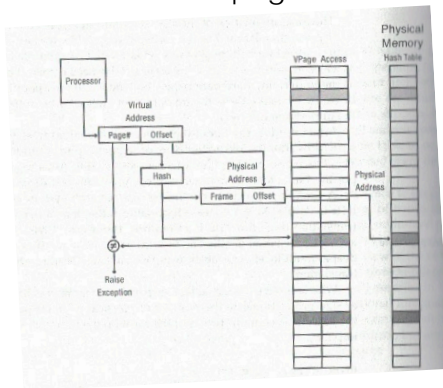 Physical
Memory
VPage Access
Hash Table
Processor
Virtual
Address
Page# Offset
Hash
Physical
Address
Frame Offset
Physical
Address
≠
Raise
Exception